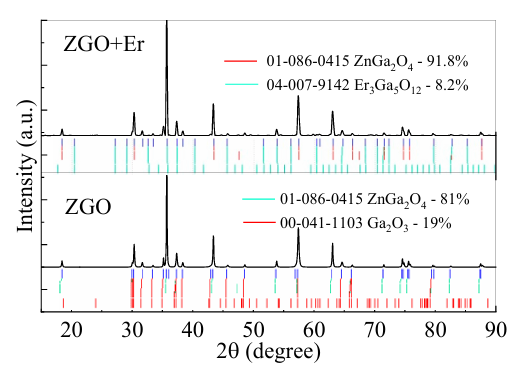 ZGO+Er
01-086-0415 ZnGa₂O₄ - 91.8%
04-007-9142 Er₃Ga₅O₁₂ - 8.2%
Intensity (a.u.)
ZGO
01-086-0415 ZnGa₂O₄ - 81%
00-041-1103 Ga₂O₃ - 19%
20 30 40 50 60 70 80 90
2θ (degree)